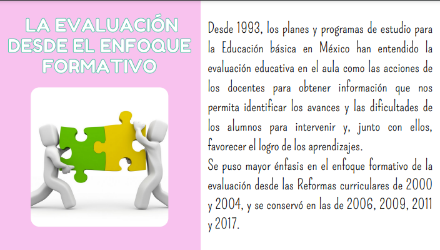 LA EVALUACIÓN
DESDE EL ENFOQUE
FORMATIVO
Desde 1993, los planes y programas de estudio para
la Educación básica en México han entendido la
evaluación educativa en el aula como las acciones de
los docentes para obtener información que nos
permita identificar los avances y las dificultades de
los alumnos para intervenir y, junto con ellos,
favorecer el logro de los aprendizajes.
Se puso mayor énfasis en el enfoque formativo de la
evaluación desde las Reformas curriculares de 2000
y 2004, y se conservó en las de 2006, 2009, 2011
y 2017.